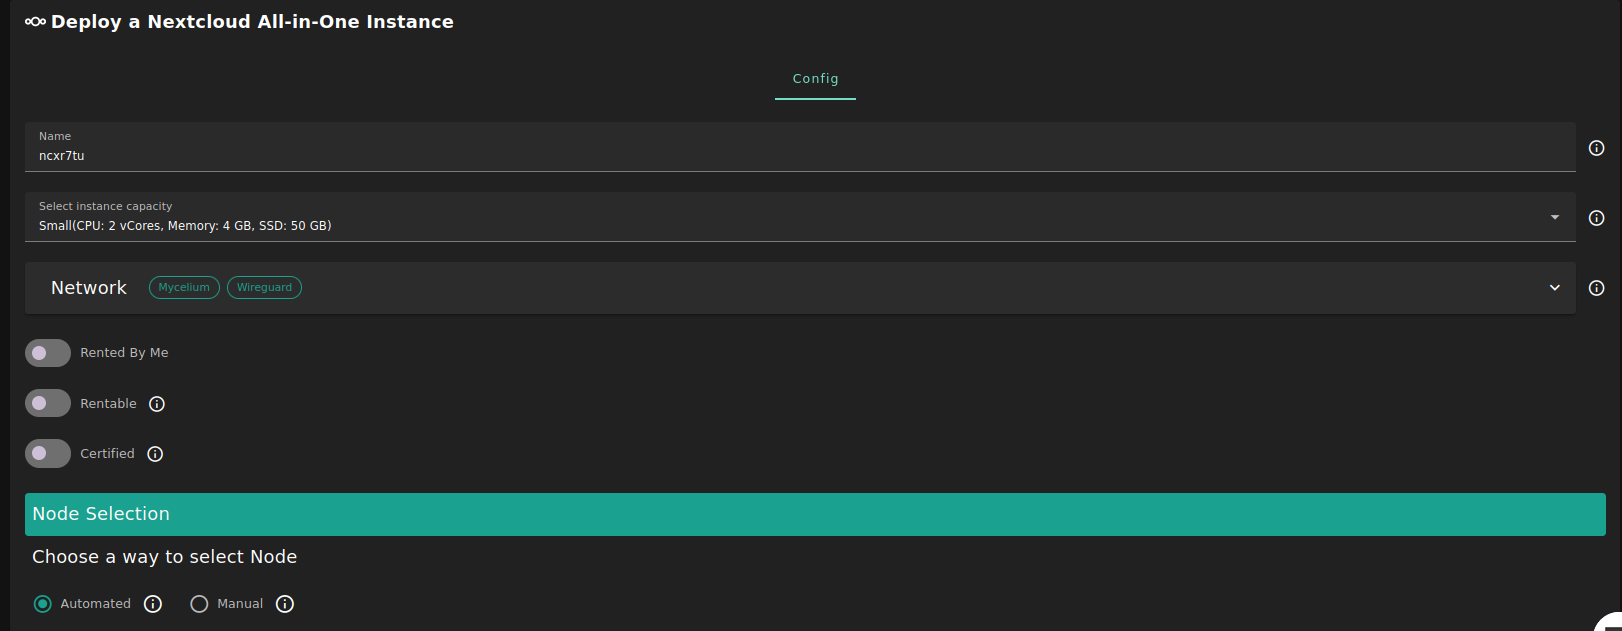 Deploy a Nextcloud All-in-One Instance
Config
Name
ncxr7tu
Select instance capacity
Small(CPU: 2 vCores, Memory: 4 GB, SSD: 50 GB)
Network Mycelium Wireguard
Rented By Me
Rentable
Certified
Node Selection
Choose a way to select Node
Automated Manual